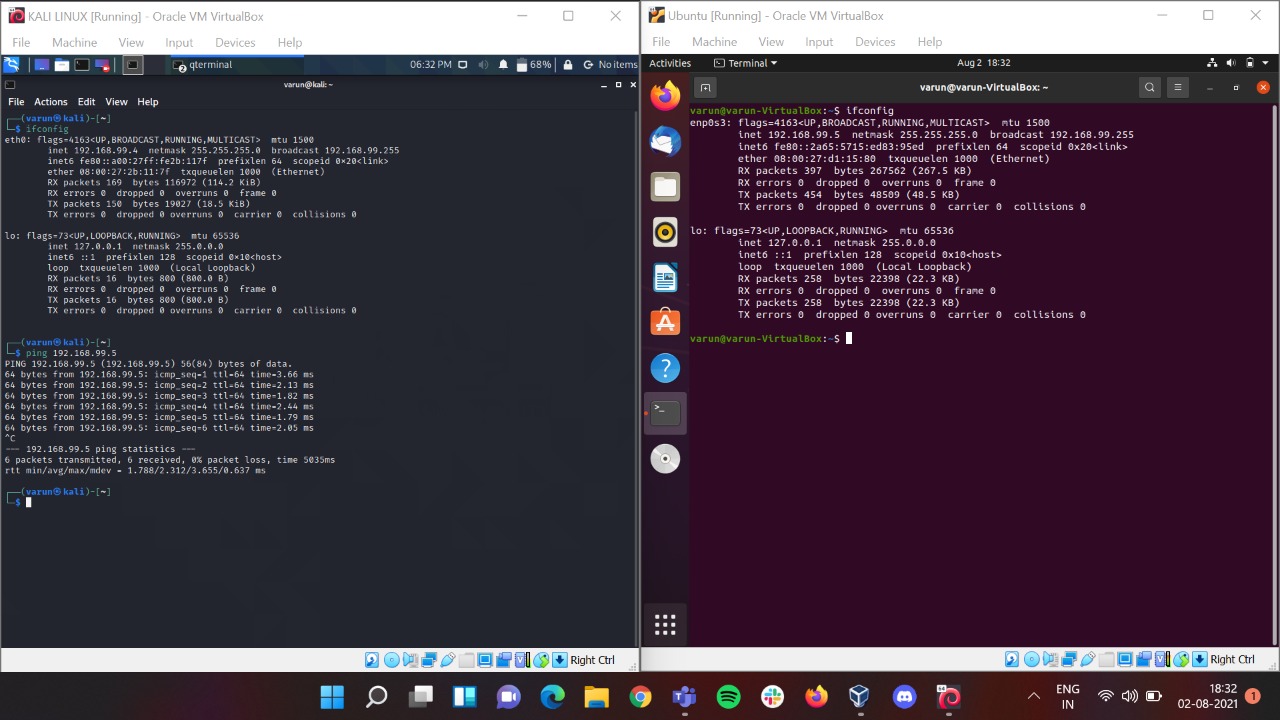 KALI LINUX [Running] - Oracle VM VirtualBox
File Machine View Input Devices Help
2 qterminal 06:32 PM 68% No items
varun@kali: ~
File Actions Edit View Help
┌──(varun㉿kali)-[~]
└─$ ifconfig
eth0: flags=4163<UP,BROADCAST,RUNNING,MULTICAST>  mtu 1500
inet 192.168.99.4  netmask 255.255.255.0  broadcast 192.168.99.255
inet6 fe80::a00:27ff:fe2b:117f  prefixlen 64  scopeid 0×20<link>
ether 08:00:27:2b:11:7f  txqueuelen 1000  (Ethernet)
RX packets 169  bytes 116972 (114.2 KiB)
RX errors 0  dropped 0  overruns 0  frame 0
TX packets 150  bytes 19027 (18.5 KiB)
TX errors 0  dropped 0 overruns 0  carrier 0  collisions 0
lo: flags=73<UP,LOOPBACK,RUNNING>  mtu 65536
inet 127.0.0.1  netmask 255.0.0.0
inet6 ::1  prefixlen 128  scopeid 0×10<host>
loop  txqueuelen 1000  (Local Loopback)
RX packets 16  bytes 800 (800.0 B)
RX errors 0  dropped 0  overruns 0  frame 0
TX packets 16  bytes 800 (800.0 B)
TX errors 0  dropped 0 overruns 0  carrier 0  collisions 0
┌──(varun㉿kali)-[~]
└─$ ping 192.168.99.5
PING 192.168.99.5 (192.168.99.5) 56(84) bytes of data.
64 bytes from 192.168.99.5: icmp_seq=1 ttl=64 time=3.66 ms
64 bytes from 192.168.99.5: icmp_seq=2 ttl=64 time=2.13 ms
64 bytes from 192.168.99.5: icmp_seq=3 ttl=64 time=1.82 ms
64 bytes from 192.168.99.5: icmp_seq=4 ttl=64 time=2.44 ms
64 bytes from 192.168.99.5: icmp_seq=5 ttl=64 time=1.79 ms
64 bytes from 192.168.99.5: icmp_seq=6 ttl=64 time=2.05 ms
^C
--- 192.168.99.5 ping statistics ---
6 packets transmitted, 6 received, 0% packet loss, time 5035ms
rtt min/avg/max/mdev = 1.788/2.312/3.655/0.637 ms
┌──(varun㉿kali)-[~]
└─$
Right Ctrl
Ubuntu [Running] - Oracle VM VirtualBox
File Machine View Input Devices Help
Activities Terminal Aug 2 18:32
varun@varun-VirtualBox: ~
varun@varun-VirtualBox:~$ ifconfig
enp0s3: flags=4163<UP,BROADCAST,RUNNING,MULTICAST>  mtu 1500
inet 192.168.99.5  netmask 255.255.255.0  broadcast 192.168.99.255
inet6 fe80::2a65:5715:ed83:95ed  prefixlen 64  scopeid 0x20<link>
ether 08:00:27:d1:15:80  txqueuelen 1000  (Ethernet)
RX packets 397  bytes 267562 (267.5 KB)
RX errors 0  dropped 0  overruns 0  frame 0
TX packets 454  bytes 48509 (48.5 KB)
TX errors 0  dropped 0 overruns 0  carrier 0  collisions 0
lo: flags=73<UP,LOOPBACK,RUNNING>  mtu 65536
inet 127.0.0.1  netmask 255.0.0.0
inet6 ::1  prefixlen 128  scopeid 0x10<host>
loop  txqueuelen 1000  (Local Loopback)
RX packets 258  bytes 22398 (22.3 KB)
RX errors 0  dropped 0  overruns 0  frame 0
TX packets 258  bytes 22398 (22.3 KB)
TX errors 0  dropped 0 overruns 0  carrier 0  collisions 0
varun@varun-VirtualBox:~$
Right Ctrl
ENG 18:32 1
IN 02-08-2021